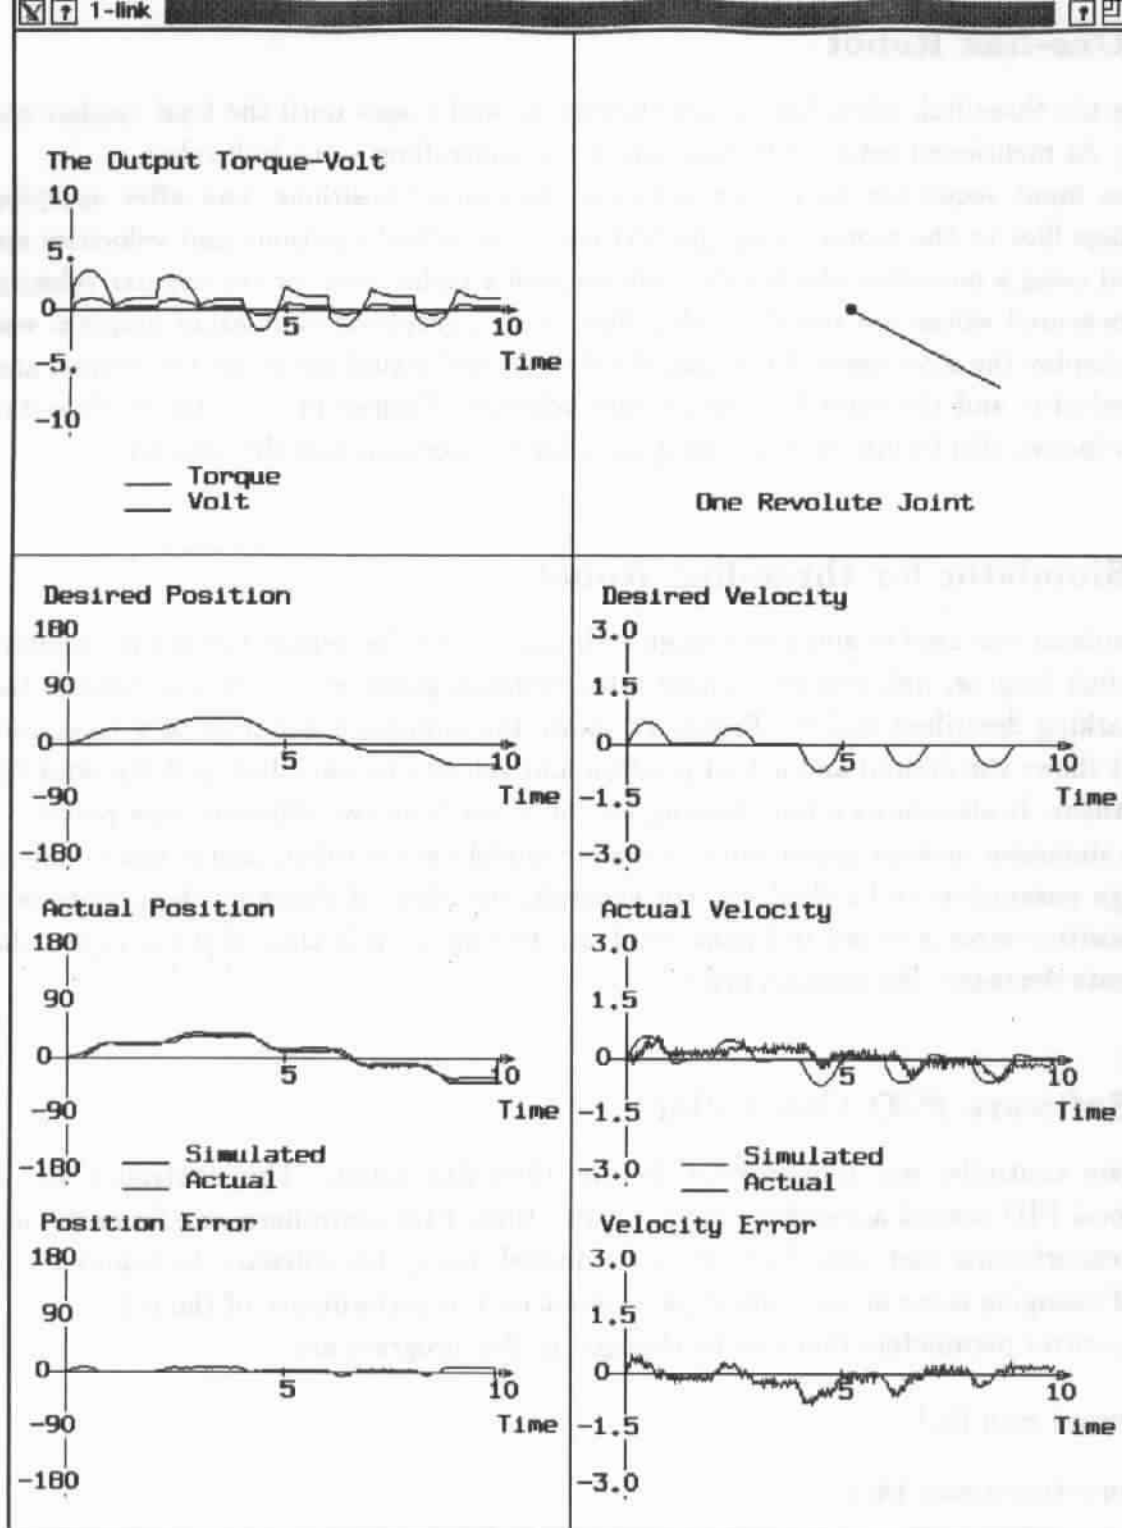 1-link
The Output Torque-Volt
10
5
0
5
10
Time
-5
-10
Torque
Volt
One Revolute Joint
Desired Position
180
90
0
5
10
Time
-90
-180
Desired Velocity
3.0
1.5
0
5
10
Time
-1.5
-3.0
Actual Position
180
90
0
5
10
Time
-90
-180
Simulated
Actual
Actual Velocity
3.0
1.5
0
5
10
Time
-1.5
-3.0
Simulated
Actual
Position Error
180
90
0
5
10
Time
-90
-180
Velocity Error
3.0
1.5
0
5
10
Time
-1.5
-3.0